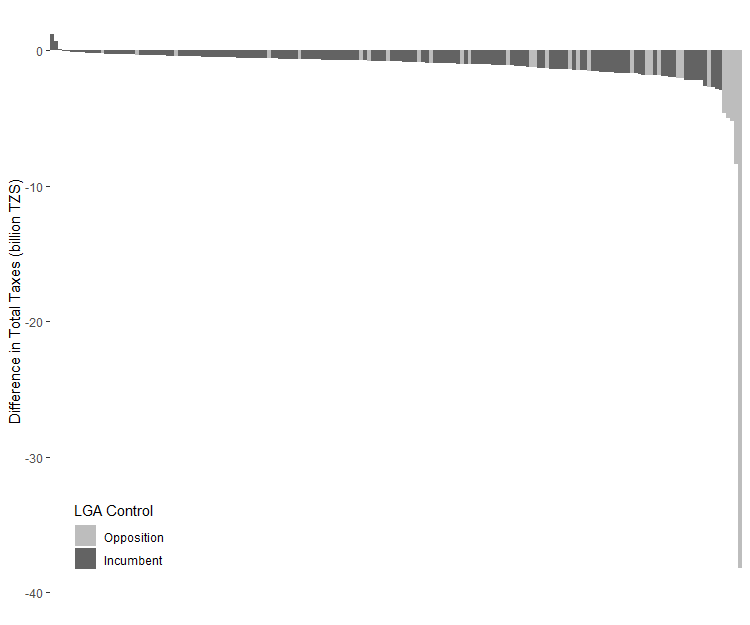 0
-10
-20
-30
-40
Difference in Total Taxes (billion TZS)
LGA Control
Opposition
Incumbent